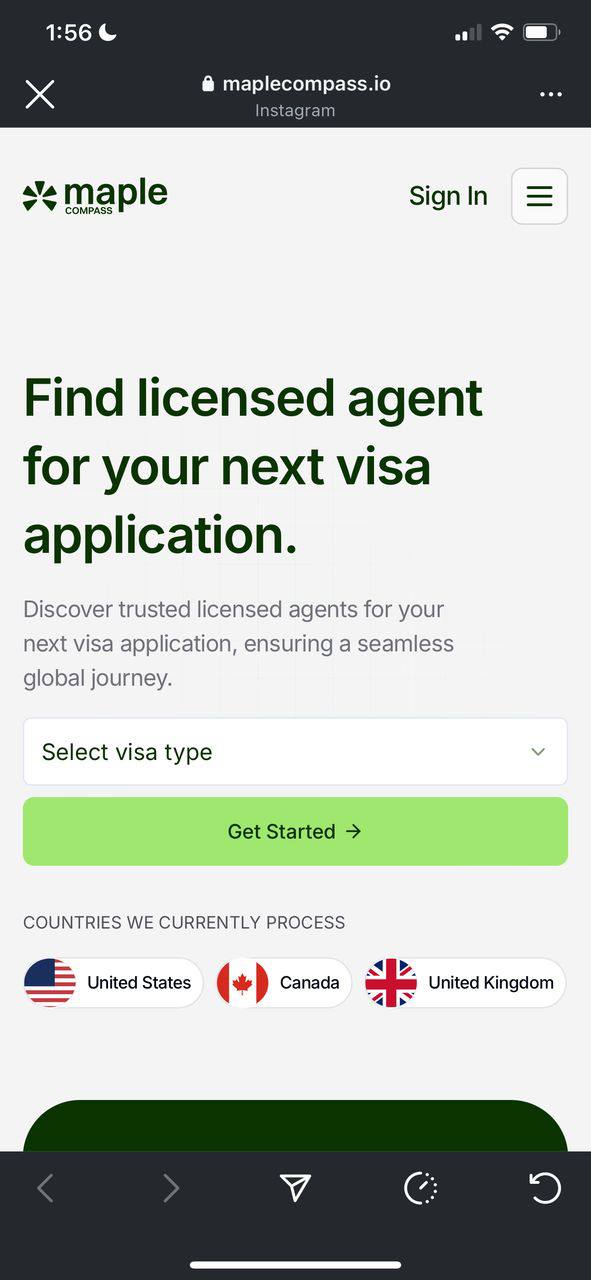 1:56
maplecompass.io
Instagram
maple
COMPASS
Sign In
Find licensed agent
for your next visa
application.
Discover trusted licensed agents for your
next visa application, ensuring a seamless
global journey.
Select visa type
Get Started →
COUNTRIES WE CURRENTLY PROCESS
United States
Canada
United Kingdom